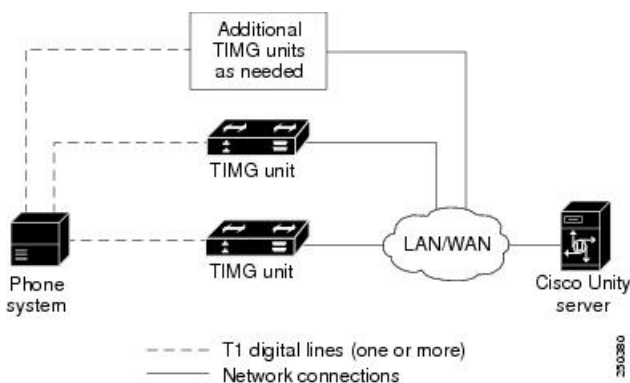 Additional
TIMG units
as needed
TIMG unit
TIMG unit
LAN/WAN
Phone
system
Cisco Unity
server
T1 digital lines (one or more)
Network connections
250380